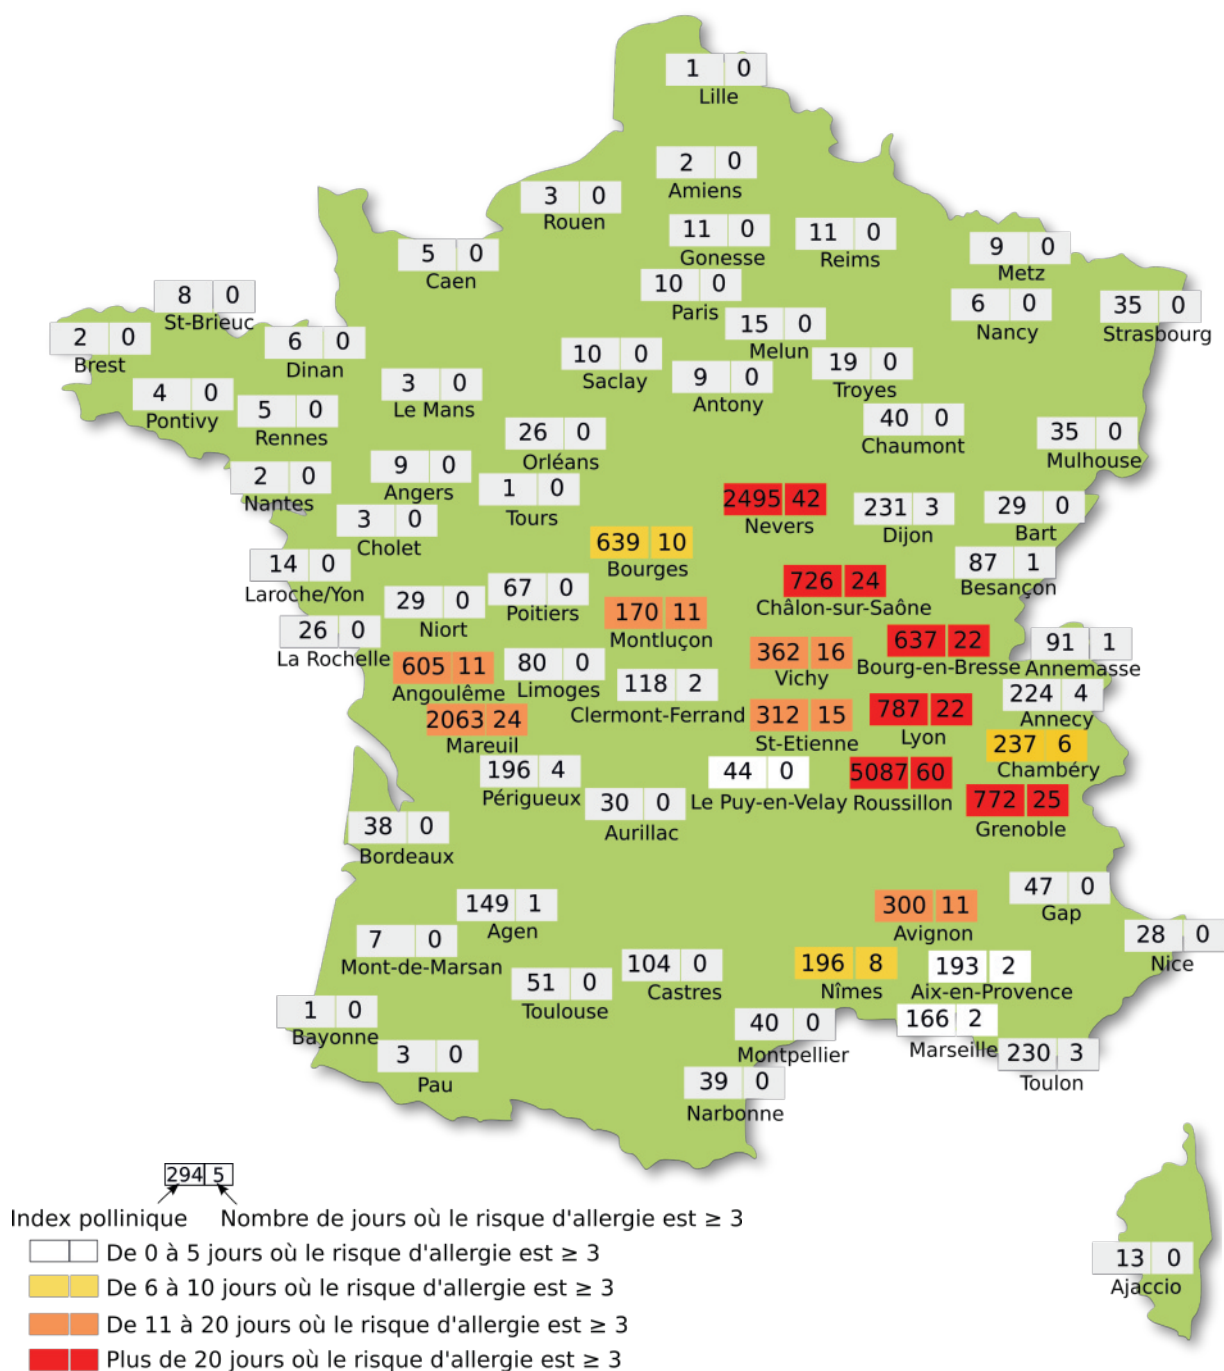 1 0
Lille
2 0
Amiens
3 0
Rouen
11 0
Gonesse
11 0
Reims
9 0
Metz
5 0
Caen
10 0
Paris
8 0
St-Brieuc
6 0
Nancy
35 0
Strasbourg
2 0
Brest
6 0
Dinan
15 0
Melun
10 0
Saclay
19 0
Troyes
4 0
Pontivy
3 0
Le Mans
9 0
Antony
5 0
Rennes
40 0
Chaumont
26 0
Orléans
35 0
Mulhouse
2 0
Nantes
9 0
Angers
1 0
Tours
2495 42
Nevers
231 3
Dijon
29 0
Bart
3 0
Cholet
639 10
Bourges
14 0
Laroche/Yon
87 1
Besançon
67 0
Poitiers
726 24
Châlon-sur-Saône
29 0
Niort
170 11
Montluçon
26 0
La Rochelle
637 22
Bourg-en-Bresse
91 1
Annemasse
605 11
Angoulême
80 0
Limoges
362 16
Vichy
118 2
Clermont-Ferrand
224 4
Annecy
2063 24
Mareuil
312 15
St-Etienne
787 22
Lyon
237 6
Chambéry
196 4
Périgueux
44 0
Le Puy-en-Velay
5087 60
Roussillon
30 0
Aurillac
772 25
Grenoble
38 0
Bordeaux
47 0
Gap
149 1
Agen
300 11
Avignon
7 0
Mont-de-Marsan
28 0
Nice
104 0
Castres
196 8
Nîmes
193 2
Aix-en-Provence
51 0
Toulouse
1 0
Bayonne
40 0
Montpellier
166 2
Marseille
3 0
Pau
230 3
Toulon
39 0
Narbonne
294 5
Index pollinique Nombre de jours où le risque d'allergie est ≥ 3
De 0 à 5 jours où le risque d'allergie est ≥ 3
De 6 à 10 jours où le risque d'allergie est ≥ 3
De 11 à 20 jours où le risque d'allergie est ≥ 3
Plus de 20 jours où le risque d'allergie est ≥ 3
13 0
Ajaccio